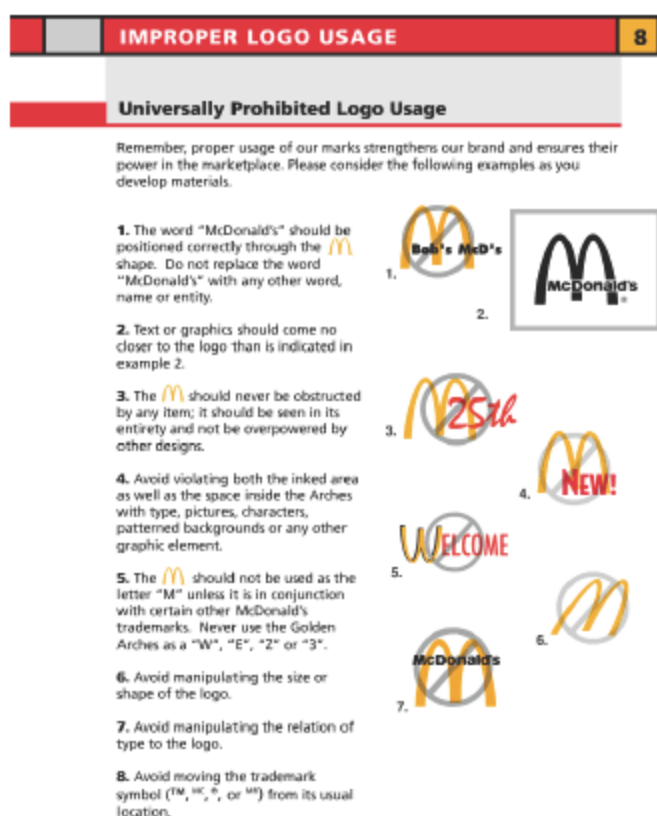 IMPROPER LOGO USAGE 8
Universally Prohibited Logo Usage
Remember, proper usage of our marks strengthens our brand and ensures their
power in the marketplace. Please consider the following examples as you
develop materials.
1. The word “McDonald's” should be
positioned correctly through the
shape. Do not replace the word
“McDonald's” with any other word,
name or entity.
2. Text or graphics should come no
closer to the logo than is indicated in
example 2.
3. The should never be obstructed
by any item; it should be seen in its
entirety and not be overpowered by
other designs.
4. Avoid violating both the inked area
as well as the space inside the Arches
with type, pictures, characters,
patterned backgrounds or any other
graphic element.
5. The should not be used as the
letter “M” unless it is in conjunction
with certain other McDonald's
trademarks. Never use the Golden
Arches as a “W”, “E”, “Z” or “3”.
6. Avoid manipulating the size or
shape of the logo.
7. Avoid manipulating the relation of
type to the logo.
8. Avoid moving the trademark
symbol (™, MC, ®, or MR) from its usual
location.
Bob's McD's
1.
McDonald's
®
2.
25th
3.
NEW!
4.
WELCOME
5.
6.
McDonald's
7.